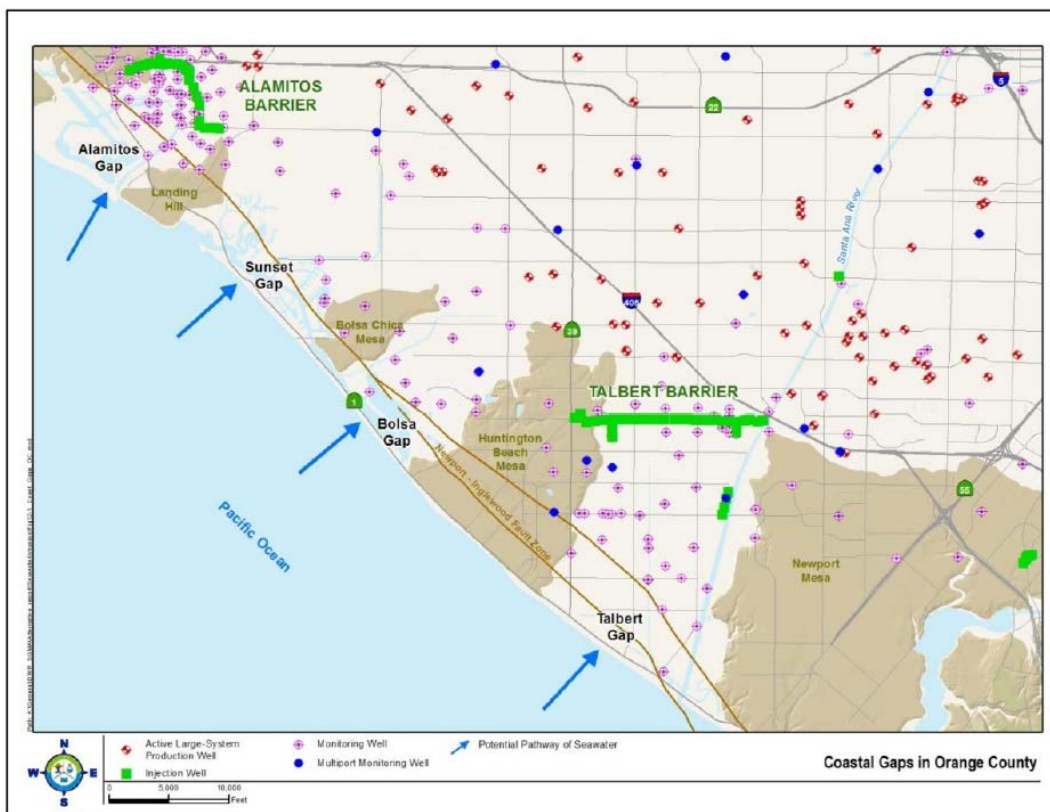 ALAMITOS
BARRIER
Alamitos
Gap
Landing
Hill
Sunset
Gap
Bolsa Chica
Mesa
Bolsa
Gap
Huntington
Beach
Mesa
TALBERT BARRIER
Newport - Inglewood Fault Zone
Talbert
Gap
Newport
Mesa
Santa Ana River
Pacific Ocean
22
5
405
39
1
55
N
W
E
S
Active Large-System
Production Well
Injection Well
Monitoring Well
Multiport Monitoring Well
Potential Pathway of Seawater
0 5,000 10,000
Feet
Coastal Gaps in Orange County